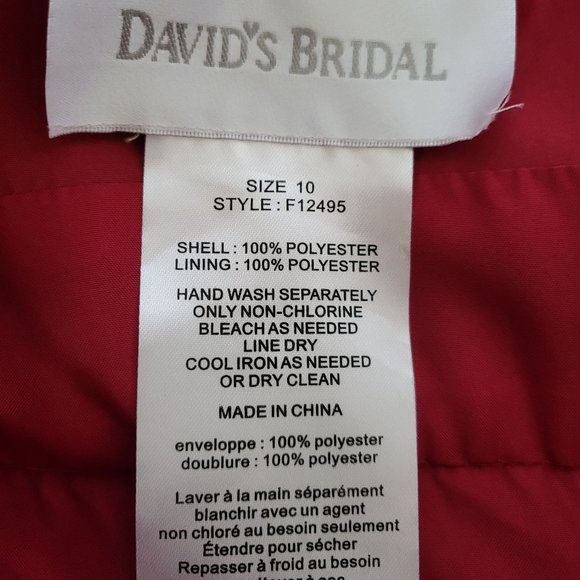 DAVID'S BRIDAL
SIZE 10
STYLE : F12495
SHELL : 100% POLYESTER
LINING : 100% POLYESTER
HAND WASH SEPARATELY
ONLY NON-CHLORINE
BLEACH AS NEEDED
LINE DRY
COOL IRON AS NEEDED
OR DRY CLEAN
MADE IN CHINA
enveloppe : 100% polyester
doublure : 100% polyester
Laver à la main séparément
blanchir avec un agent
non chloré au besoin seulement
Étendre pour sécher
Repasser à froid au besoin